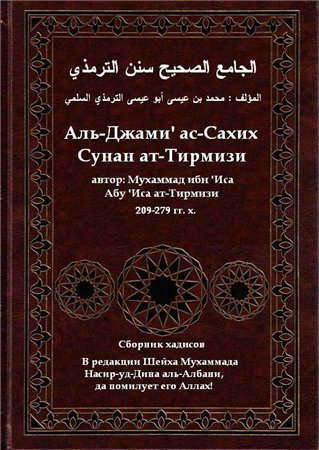 الجامع الصحيح سنن الترمذي
المؤلف : محمد بن عيسى أبو عيسى الترمذي السلمي
Аль-Джами' ас-Сахих
Сунан ат-Тирмизи
автор: Мухаммад ибн 'Иса
Абу 'Иса ат-Тирмизи
209-279 гг. х.
Сборник хадисов
В редакции Шейха Мухаммада
Насир-уд-Дина аль-Албани,
да помилует его Аллах!